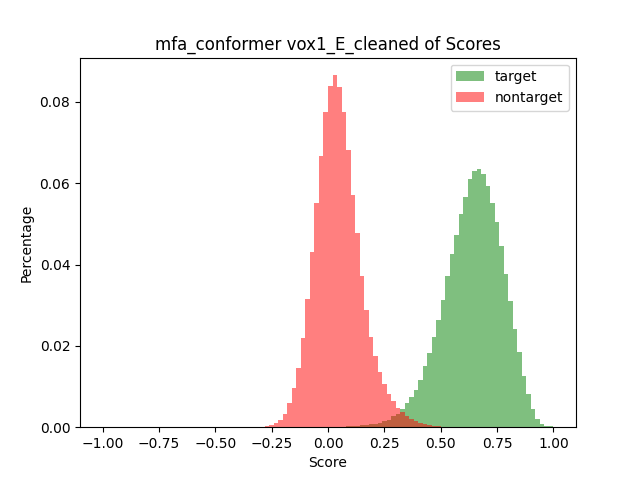 mfa_conformer vox1_E_cleaned of Scores
target
nontarget
Percentage
0.08
0.06
0.04
0.02
0.00
−1.00 −0.75 −0.50 −0.25 0.00 0.25 0.50 0.75 1.00
Score